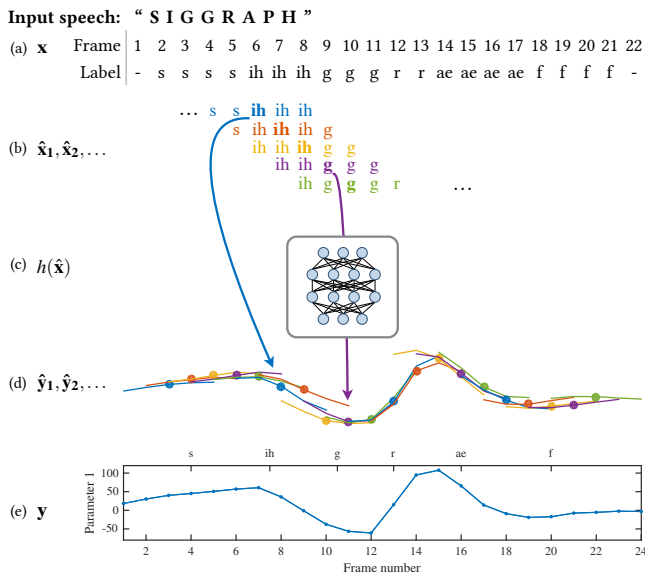 Input speech: “ S I G G R A P H ”
(a) x Frame 1 2 3 4 5 6 7 8 9 10 11 12 13 14 15 16 17 18 19 20 21 22
Label - s s s s ih ih ih g g g r r ae ae ae ae f f f f -
... s s ih ih ih
s ih ih ih g
(b) x̂₁, x̂₂, ... ih ih ih g g
ih ih g g g
ih g g g r ...
(c) h(x̂)
(d) ŷ₁, ŷ₂, ...
s ih g r ae f
(e) y Parameter 1
100
50
0
-50
2 4 6 8 10 12 14 16 18 20 22 24
Frame number